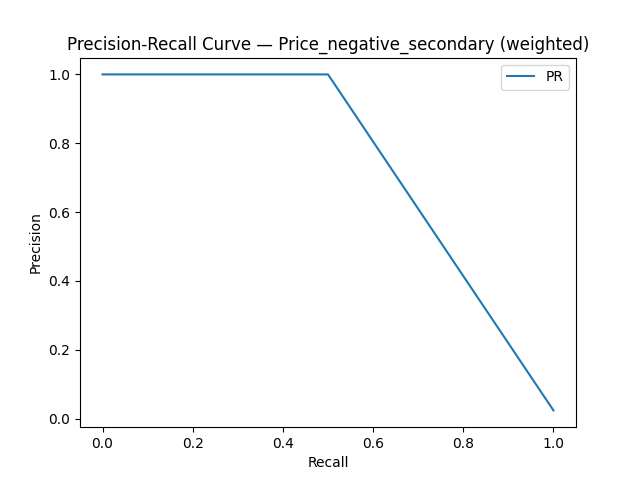 Precision-Recall Curve — Price_negative_secondary (weighted)
PR
1.0
0.8
0.6
0.4
0.2
0.0
Precision
0.0 0.2 0.4 0.6 0.8 1.0
Recall